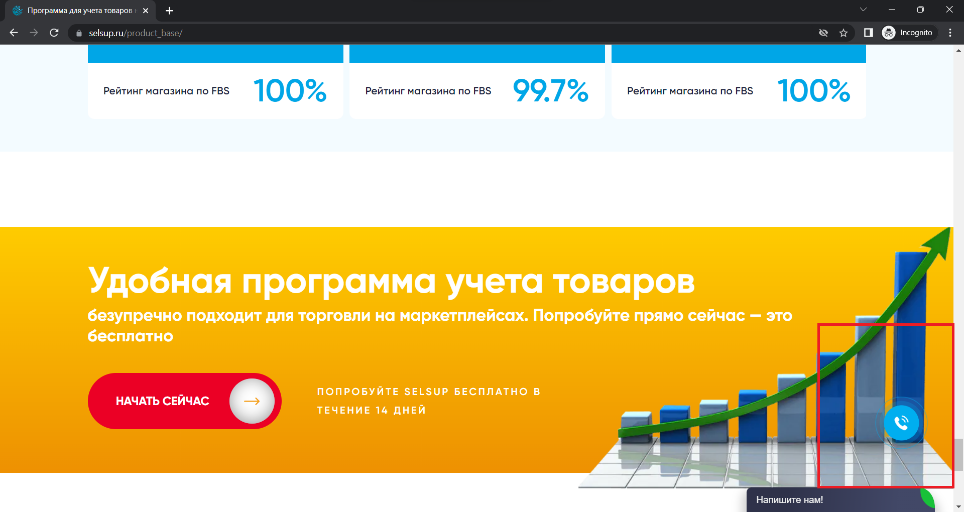 Программа для учета товаров
selsup.ru/product_base/
Incognito
Рейтинг магазина по FBS 100%
Рейтинг магазина по FBS 99.7%
Рейтинг магазина по FBS 100%
Удобная программа учета товаров
безупречно подходит для торговли на маркетплейсах. Попробуйте прямо сейчас — это
бесплатно
НАЧАТЬ СЕЙЧАС
ПОПРОБУЙТЕ SELSUP БЕСПЛАТНО В
ТЕЧЕНИЕ 14 ДНЕЙ
Напишите нам!